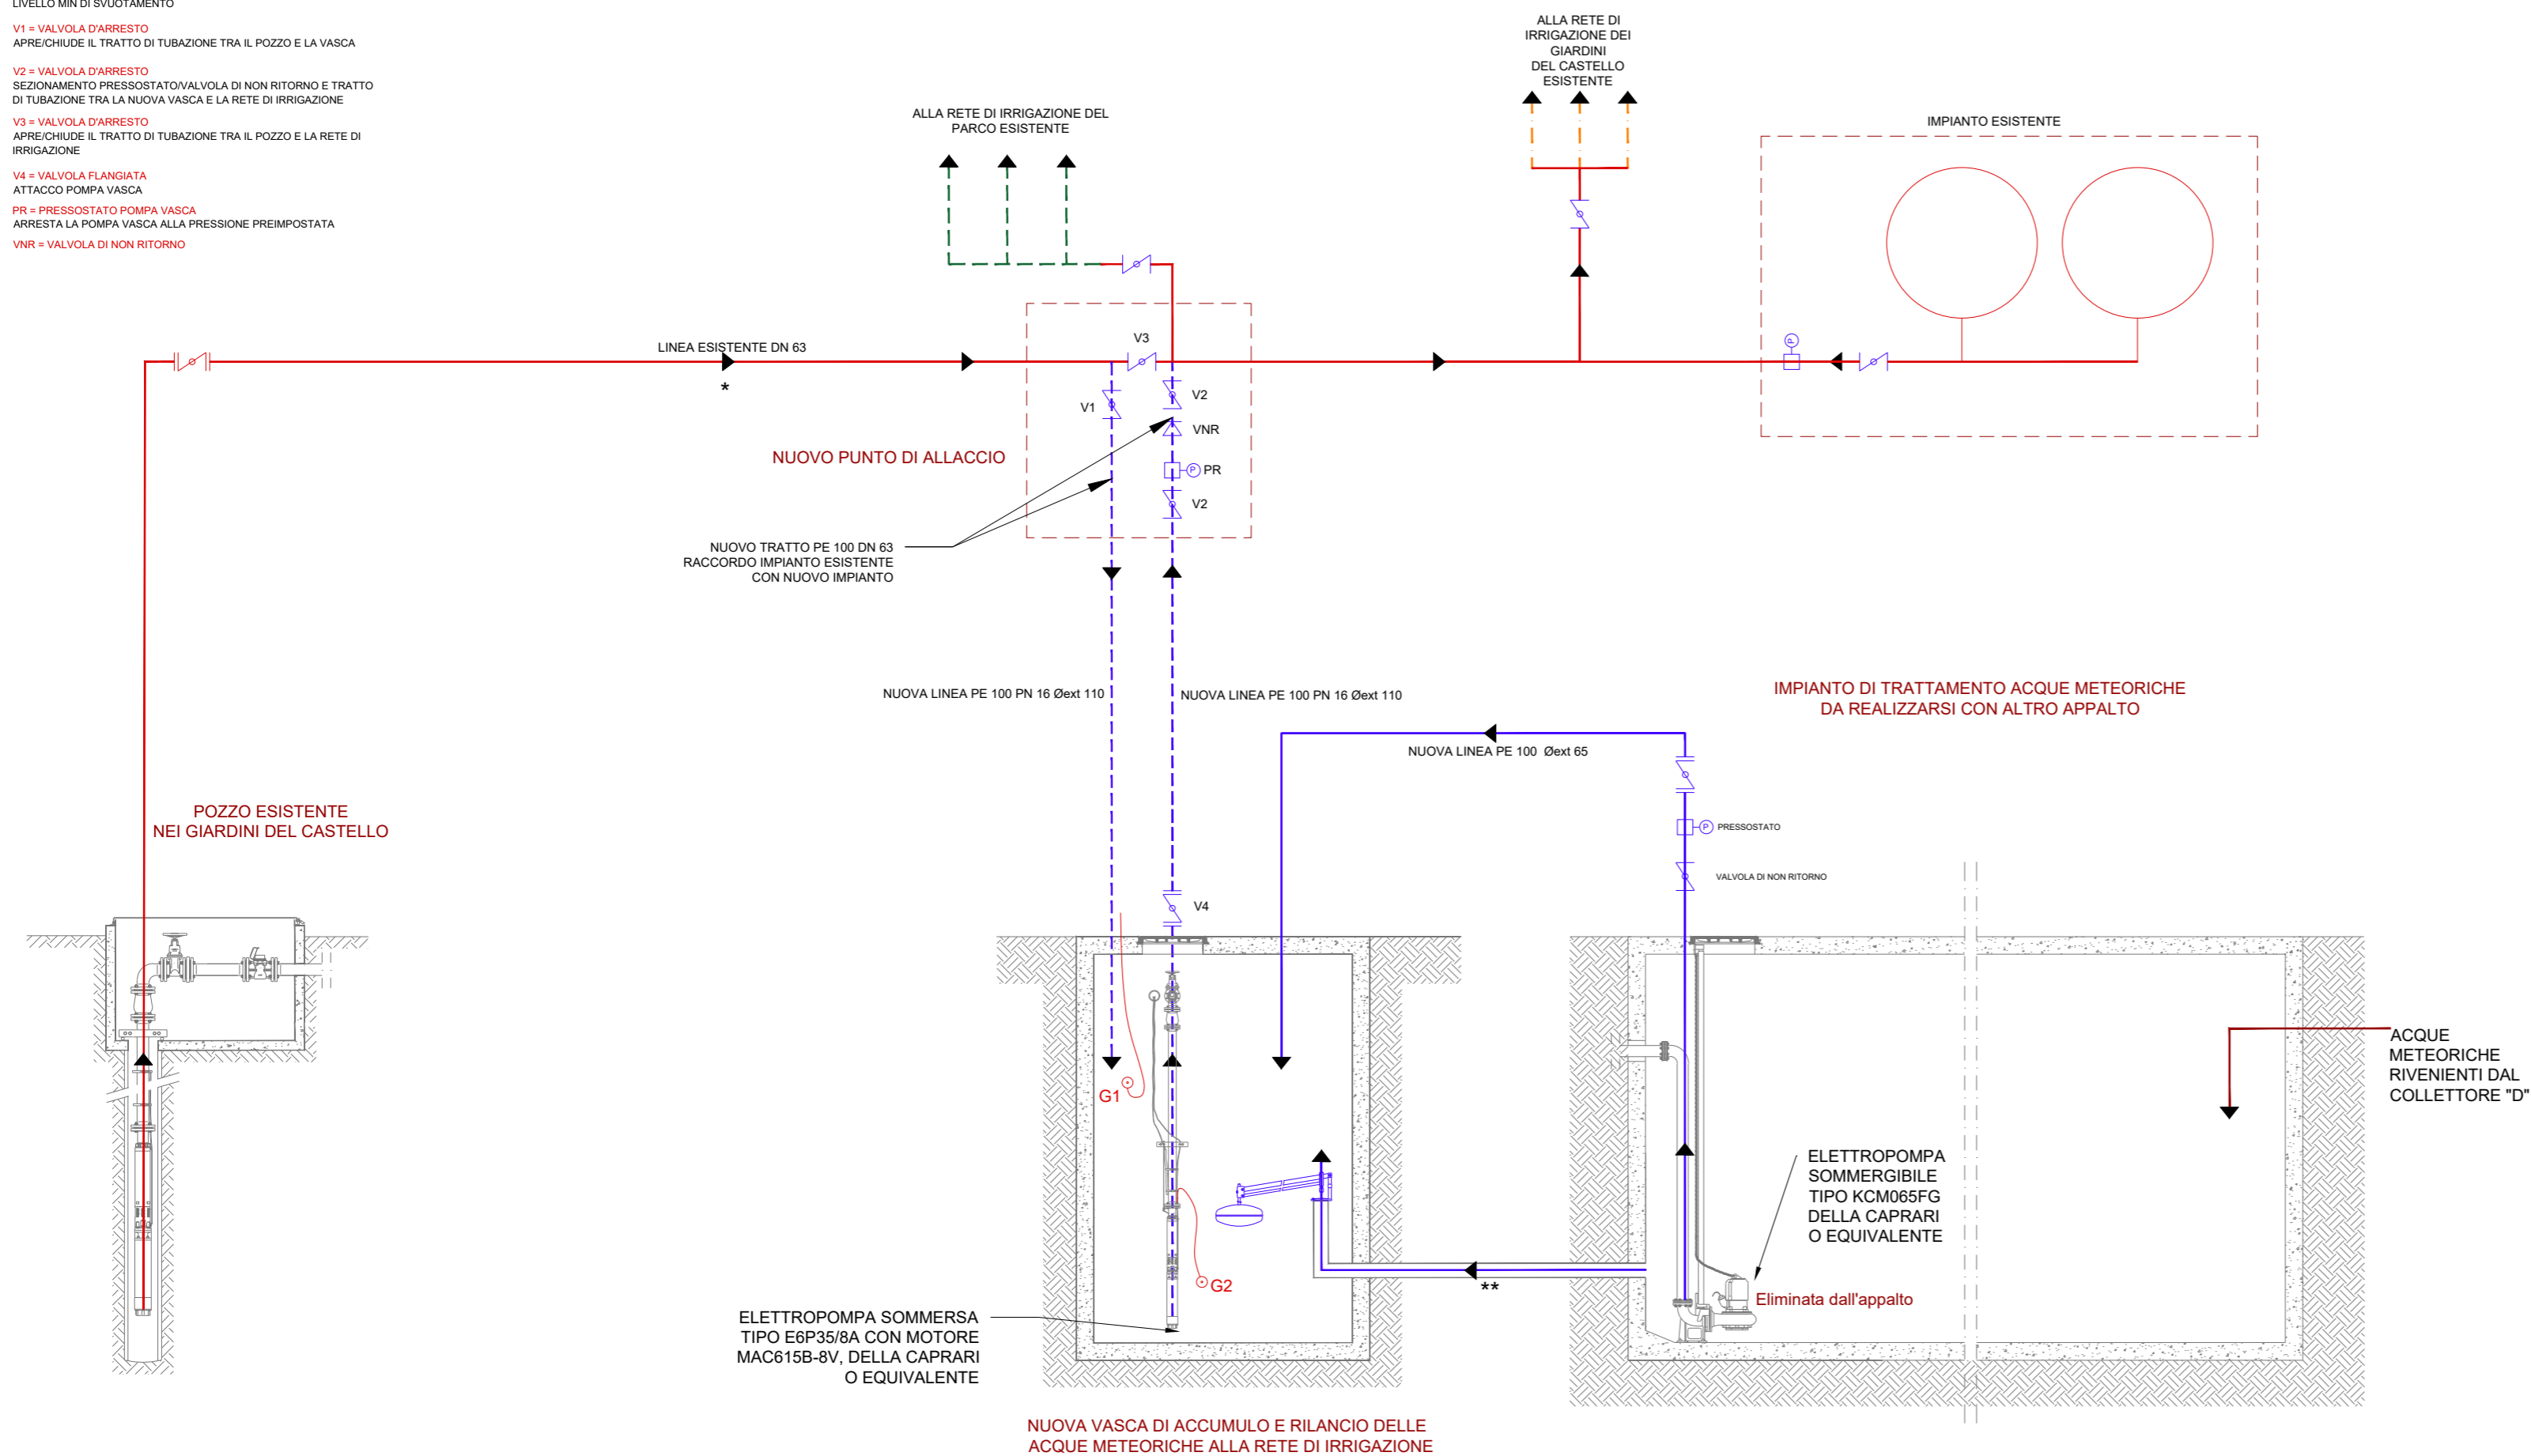 LIVELLO MIN DI SVUOTAMENTO
V1 = VALVOLA D'ARRESTO
APRE/CHIUDE IL TRATTO DI TUBAZIONE TRA IL POZZO E LA VASCA
V2 = VALVOLA D'ARRESTO
SEZIONAMENTO PRESSOSTATO/VALVOLA DI NON RITORNO E TRATTO
DI TUBAZIONE TRA LA NUOVA VASCA E LA RETE DI IRRIGAZIONE
V3 = VALVOLA D'ARRESTO
APRE/CHIUDE IL TRATTO DI TUBAZIONE TRA IL POZZO E LA RETE DI
IRRIGAZIONE
V4 = VALVOLA FLANGIATA
ATTACCO POMPA VASCA
PR = PRESSOSTATO POMPA VASCA
ARRESTA LA POMPA VASCA ALLA PRESSIONE PREIMPOSTATA
VNR = VALVOLA DI NON RITORNO
ALLA RETE DI IRRIGAZIONE DEL
PARCO ESISTENTE
ALLA RETE DI
IRRIGAZIONE DEI
GIARDINI
DEL CASTELLO
ESISTENTE
IMPIANTO ESISTENTE
P
LINEA ESISTENTE DN 63
*
V3
V1
V2
VNR
P PR
V2
NUOVO PUNTO DI ALLACCIO
NUOVO TRATTO PE 100 DN 63
RACCORDO IMPIANTO ESISTENTE
CON NUOVO IMPIANTO
NUOVA LINEA PE 100 PN 16 Øext 110
NUOVA LINEA PE 100 PN 16 Øext 110
IMPIANTO DI TRATTAMENTO ACQUE METEORICHE
DA REALIZZARSI CON ALTRO APPALTO
NUOVA LINEA PE 100 Øext 65
P PRESSOSTATO
VALVOLA DI NON RITORNO
POZZO ESISTENTE
NEI GIARDINI DEL CASTELLO
V4
G1
G2
**
ACQUE
METEORICHE
RIVENIENTI DAL
COLLETTORE "D"
ELETTROPOMPA
SOMMERGIBILE
TIPO KCM065FG
DELLA CAPRARI
O EQUIVALENTE
Eliminata dall'appalto
ELETTROPOMPA SOMMERSA
TIPO E6P35/8A CON MOTORE
MAC615B-8V, DELLA CAPRARI
O EQUIVALENTE
NUOVA VASCA DI ACCUMULO E RILANCIO DELLE
ACQUE METEORICHE ALLA RETE DI IRRIGAZIONE